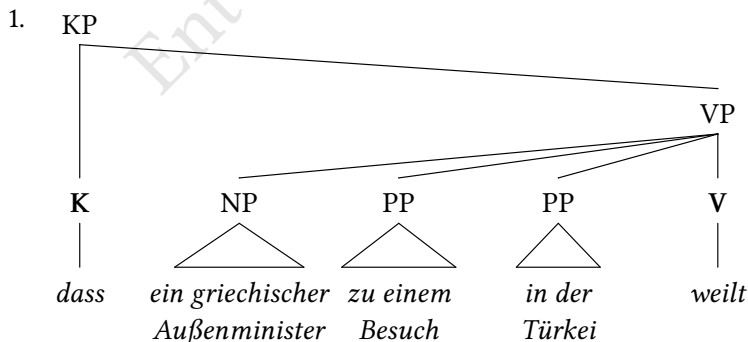 1.
KP
VP
K NP PP PP V
dass ein griechischer zu einem in der weilt
Außenminister Besuch Türkei